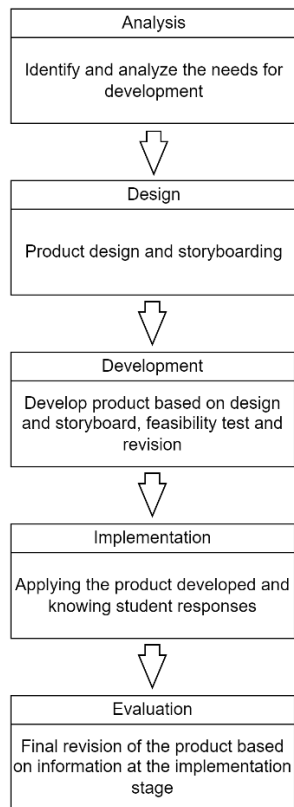 Analysis
Identify and analyze the needs for
development
Design
Product design and storyboarding
Development
Develop product based on design
and storyboard, feasibility test and
revision
Implementation
Applying the product developed and
knowing student responses
Evaluation
Final revision of the product based
on information at the implementation
stage